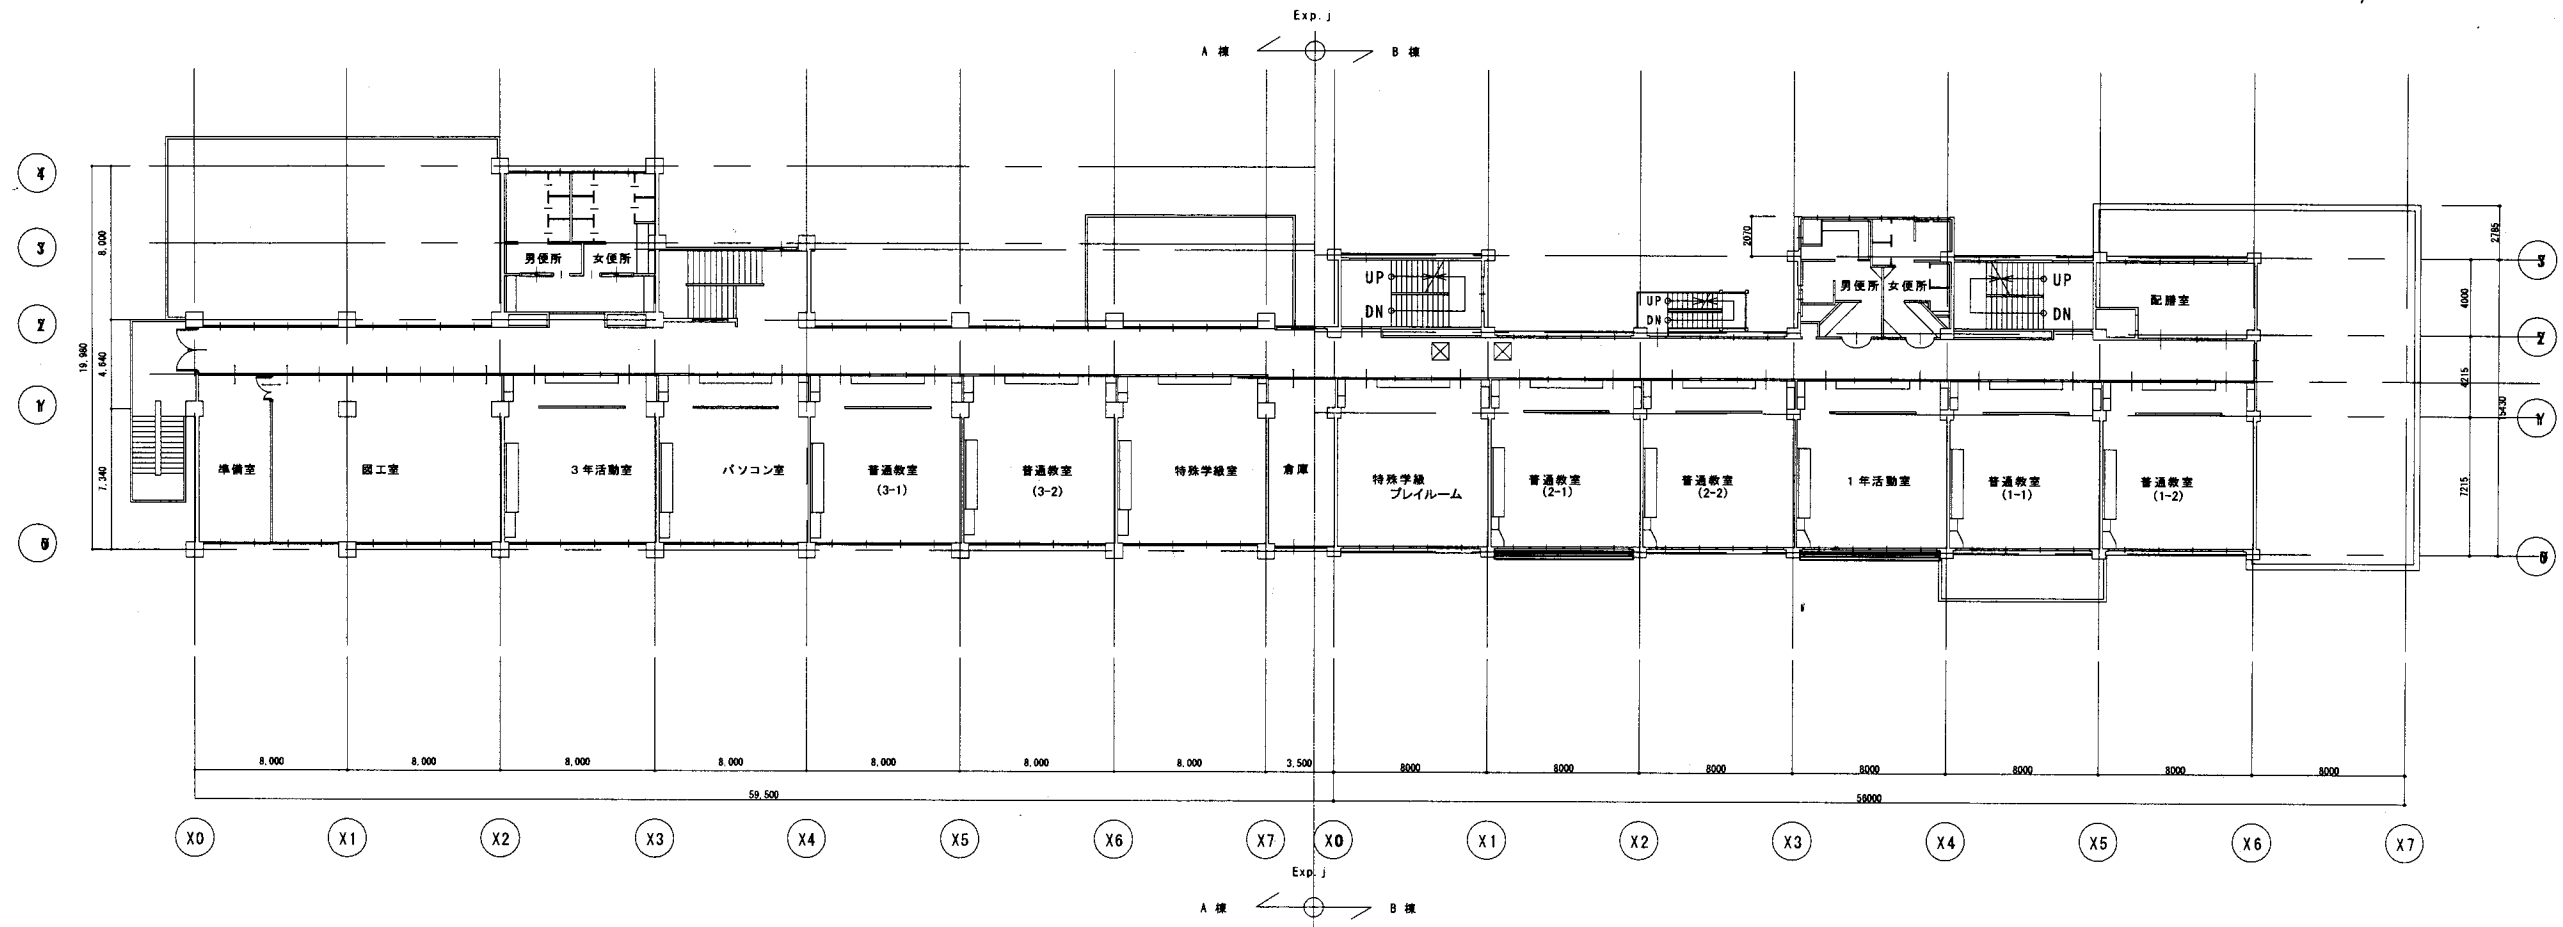 Exp. j
A 棟
B 棟
2070
2785
8,000
4000
19,980
4,640
4215
15430
7,340
7215
男便所
女便所
UP
DN
UP
DN
男便所
女便所
UP
DN
配膳室
準備室
図工室
3年活動室
パソコン室
普通教室
(3-1)
普通教室
(3-2)
特殊学級室
倉庫
特殊学級
プレイルーム
普通教室
(2-1)
普通教室
(2-2)
1年活動室
普通教室
(1-1)
普通教室
(1-2)
8,000 8,000 8,000 8,000 8,000 8,000 8,000 3,500 8000 8000 8000 8000 8000 8000 8000
59,500
56000
X0 X1 X2 X3 X4 X5 X6 X7 X0 X1 X2 X3 X4 X5 X6 X7
Exp. j
A 棟
B 棟